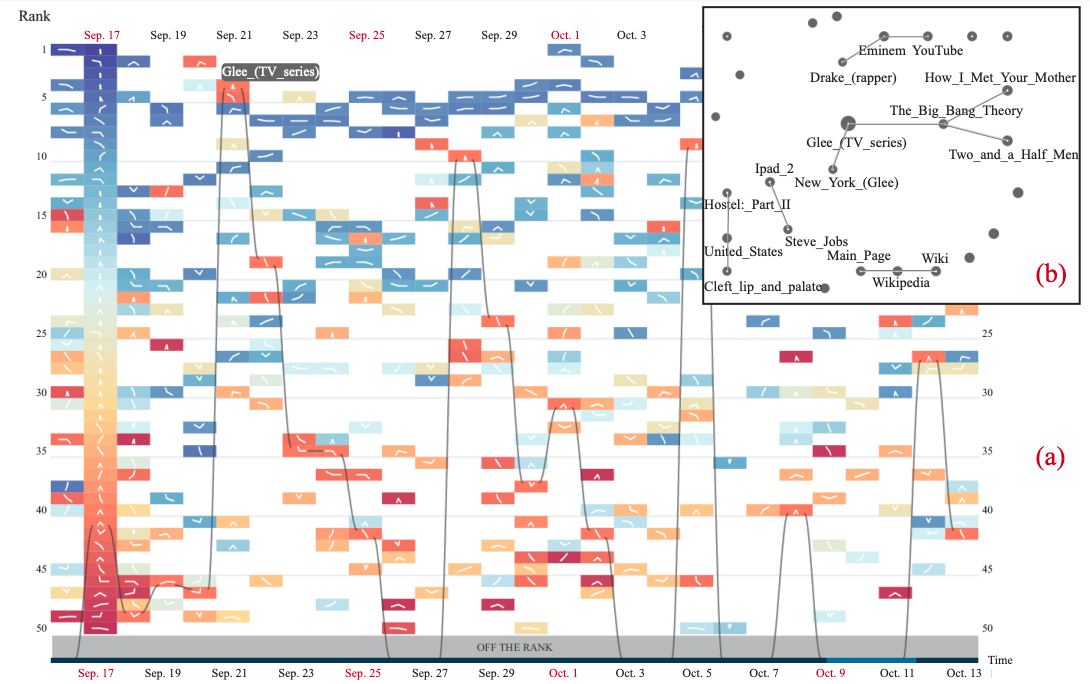 Rank
Sep. 17 Sep. 19 Sep. 21 Sep. 23 Sep. 25 Sep. 27 Sep. 29 Oct. 1 Oct. 3
Eminem YouTube
Drake_(rapper) How_I_Met_Your_Mother
The_Big_Bang_Theory
Glee_(TV_series)
Two_and_a_Half_Men
Ipad_2
New_York_(Glee)
Hostel:_Part_II
Steve_Jobs
United_States
Main_Page Wiki
Wikipedia
Cleft_lip_and_palate
(b)
Glee_(TV_series)
1
5
10
15
20
25 25
30 30
35 35
(a)
40 40
45 45
50 50
OFF THE RANK
Time
Sep. 17 Sep. 19 Sep. 21 Sep. 23 Sep. 25 Sep. 27 Sep. 29 Oct. 1 Oct. 3 Oct. 5 Oct. 7 Oct. 9 Oct. 11 Oct. 13